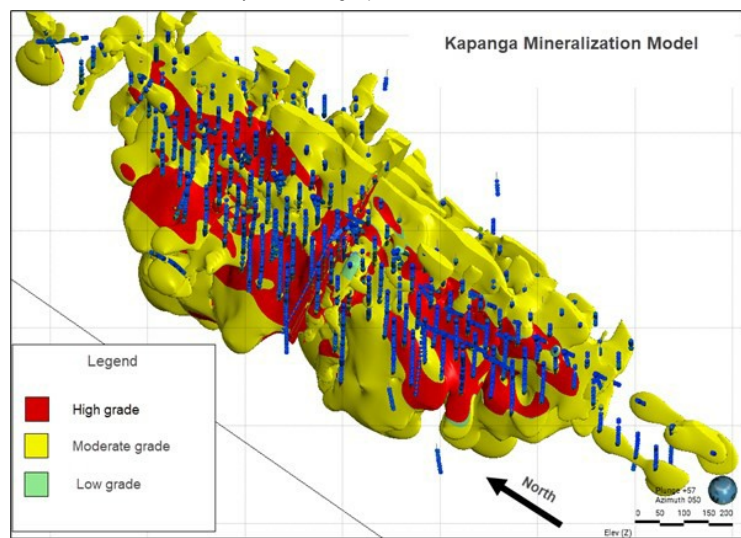 Kapanga Mineralization Model
Legend
High grade
Moderate grade
Low grade
North
Plunge +57
Azimuth 050
0 50 100 150 200
Elev (Z)